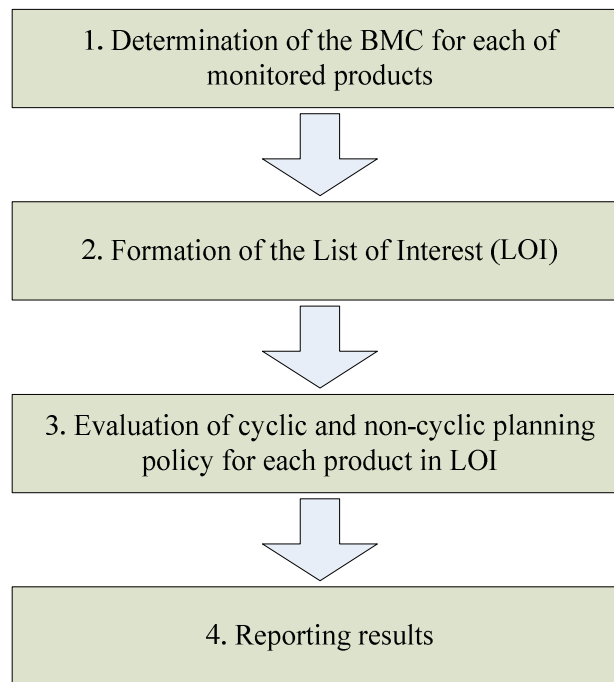 1. Determination of the BMC for each of
monitored products
2. Formation of the List of Interest (LOI)
3. Evaluation of cyclic and non-cyclic planning
policy for each product in LOI
4. Reporting results